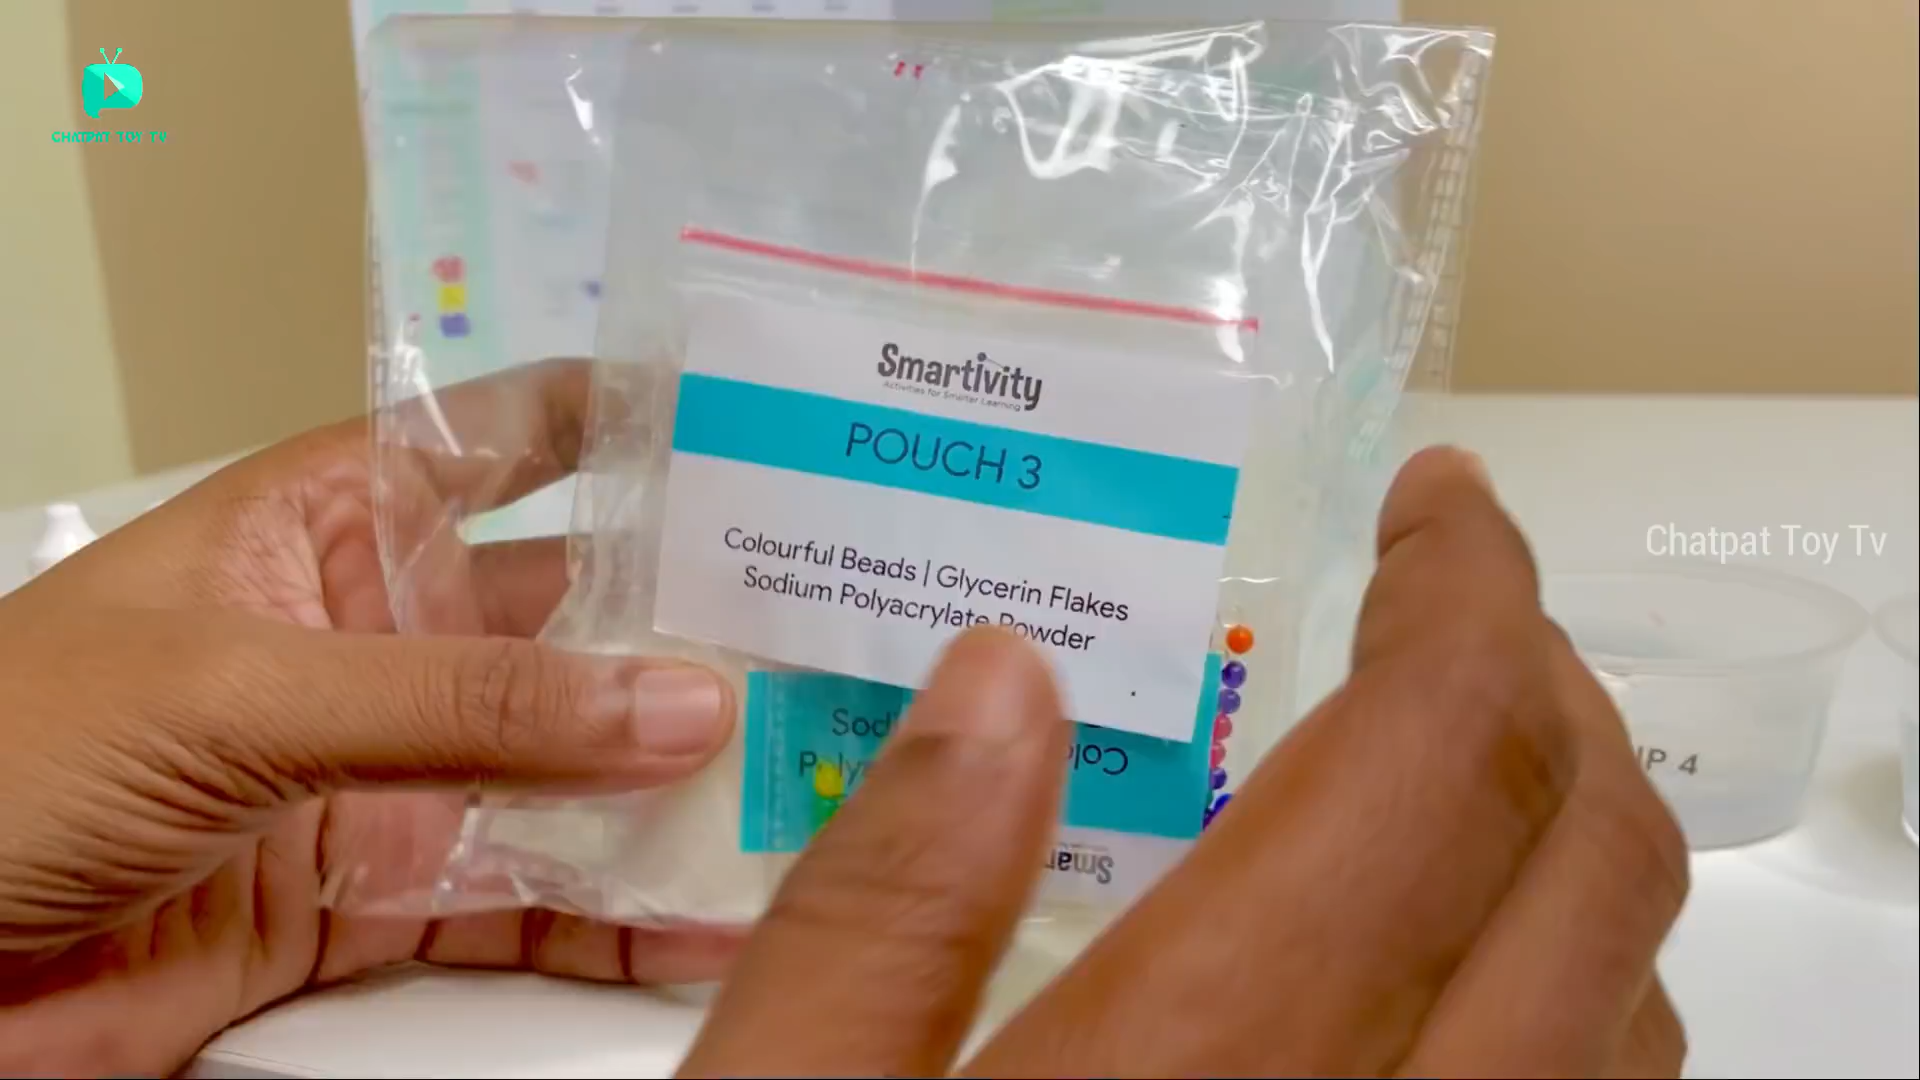 CHATPAT TOY TV
Smartivity
Activities for Smarter Learning
POUCH 3
Colourful Beads | Glycerin Flakes
Sodium Polyacrylate Powder
Chatpat Toy Tv